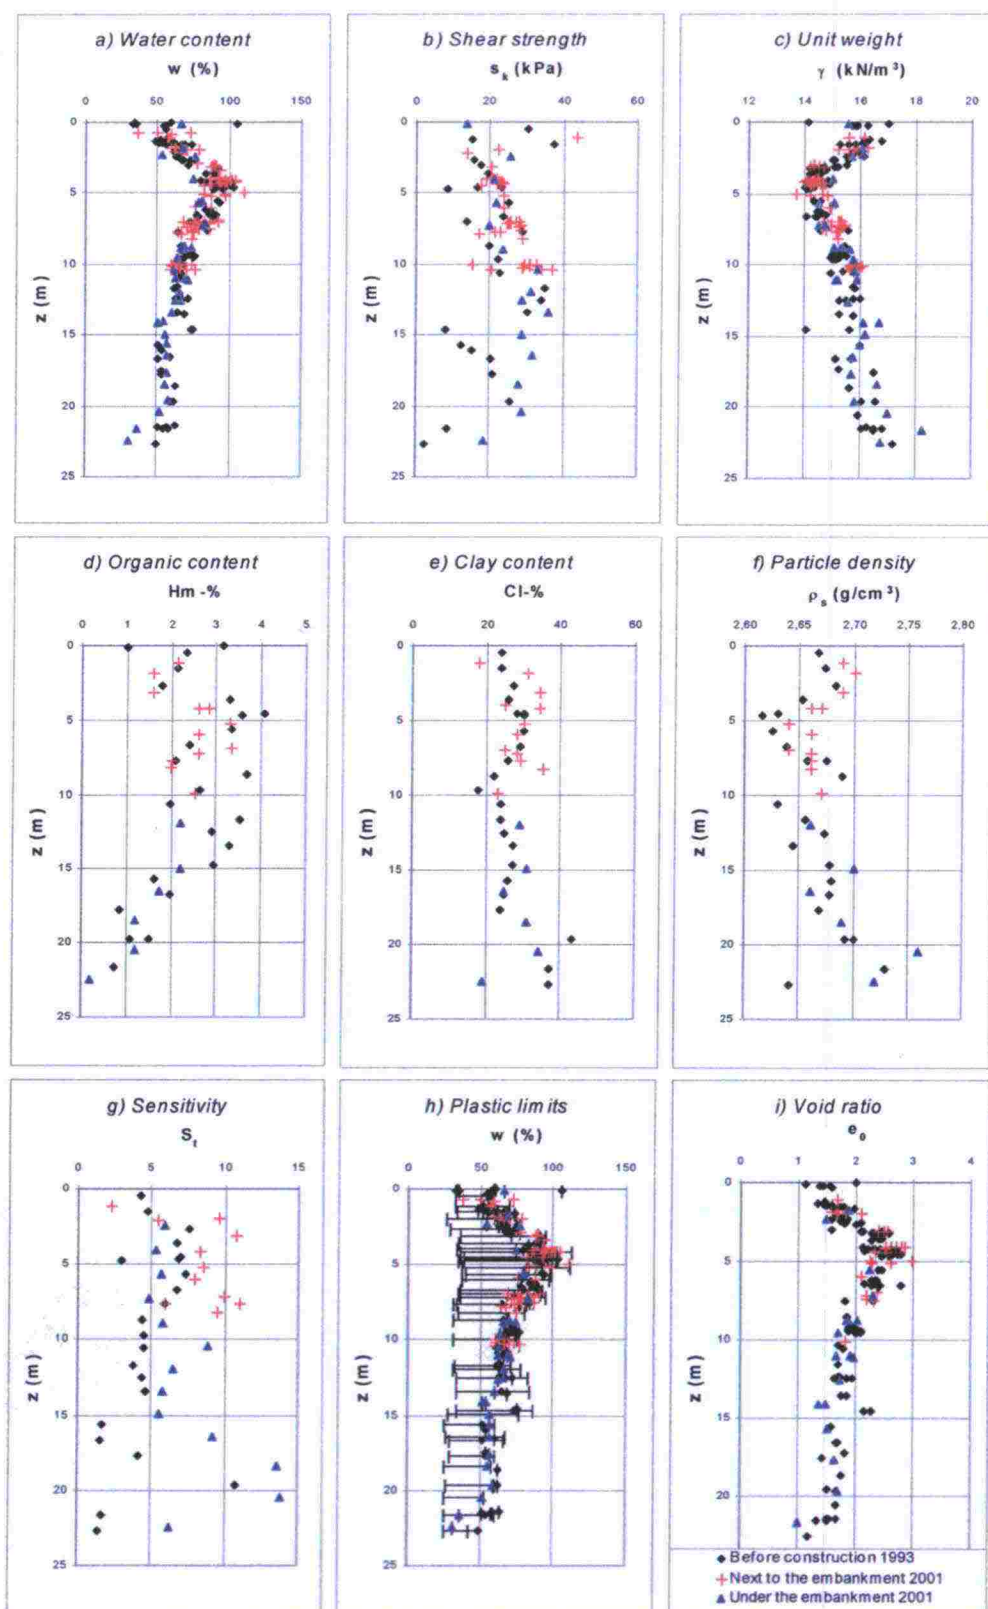 a) Water content
w (%)
0 50 100 150
0
5
10
15
20
25
z (m)
b) Shear strength
s_k (kPa)
0 20 40 60
0
5
10
15
20
25
z (m)
c) Unit weight
γ (kN/m³)
12 14 16 18 20
0
5
10
15
20
25
z (m)
d) Organic content
Hm -%
0 1 2 3 4 5
0
5
10
15
20
25
z (m)
e) Clay content
Cl-%
0 20 40 60
0
5
10
15
20
25
z (m)
f) Particle density
ρ_s (g/cm³)
2,60 2,65 2,70 2,75 2,80
0
5
10
15
20
25
z (m)
g) Sensitivity
S_t
0 5 10 15
0
5
10
15
20
25
z (m)
h) Plastic limits
w (%)
0 50 100 150
0
5
10
15
20
25
z (m)
i) Void ratio
e_0
0 1 2 3 4
0
5
10
15
20
25
z (m)
Before construction 1993
Next to the embankment 2001
Under the embankment 2001